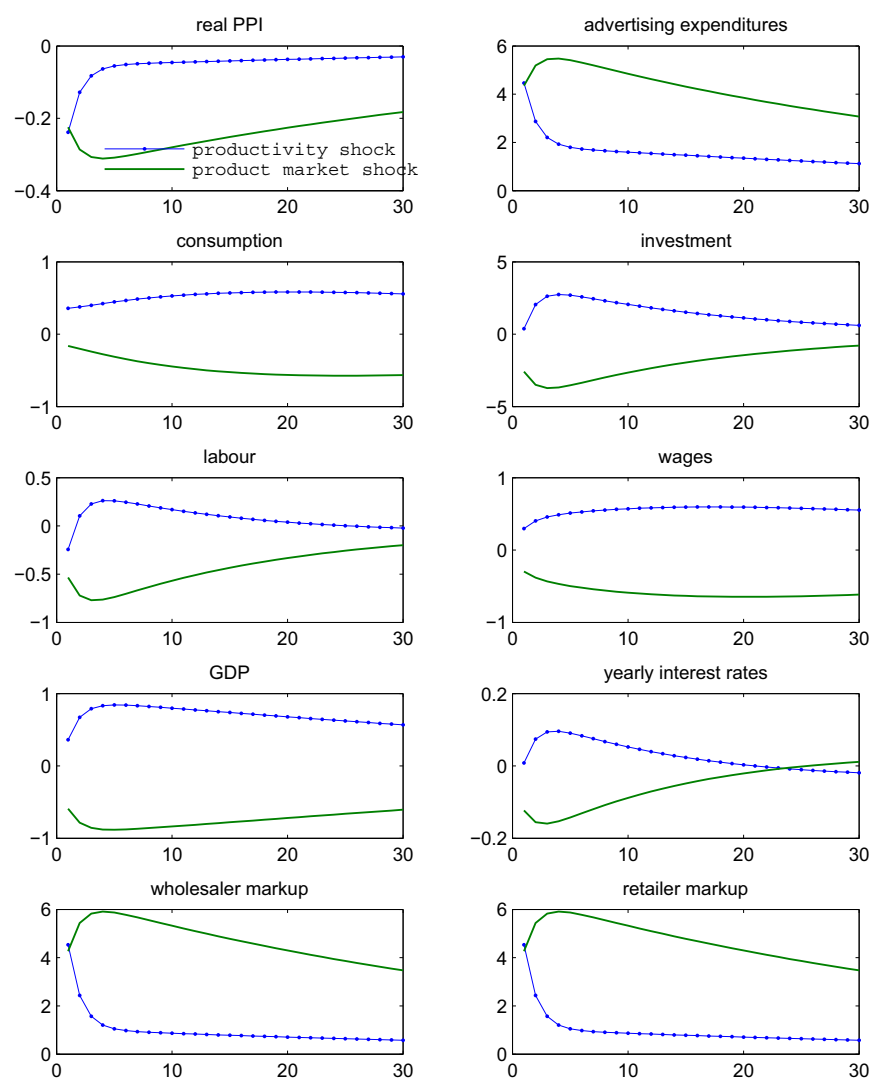 real PPI
0
−0.2
−0.4
0 10 20 30
productivity shock
product market shock
advertising expenditures
6
4
2
0
0 10 20 30
consumption
1
0
−1
0 10 20 30
investment
5
0
−5
0 10 20 30
labour
0.5
0
−0.5
−1
0 10 20 30
wages
1
0
−1
0 10 20 30
GDP
1
0
−1
0 10 20 30
yearly interest rates
0.2
0
−0.2
0 10 20 30
wholesaler markup
6
4
2
0
0 10 20 30
retailer markup
6
4
2
0
0 10 20 30